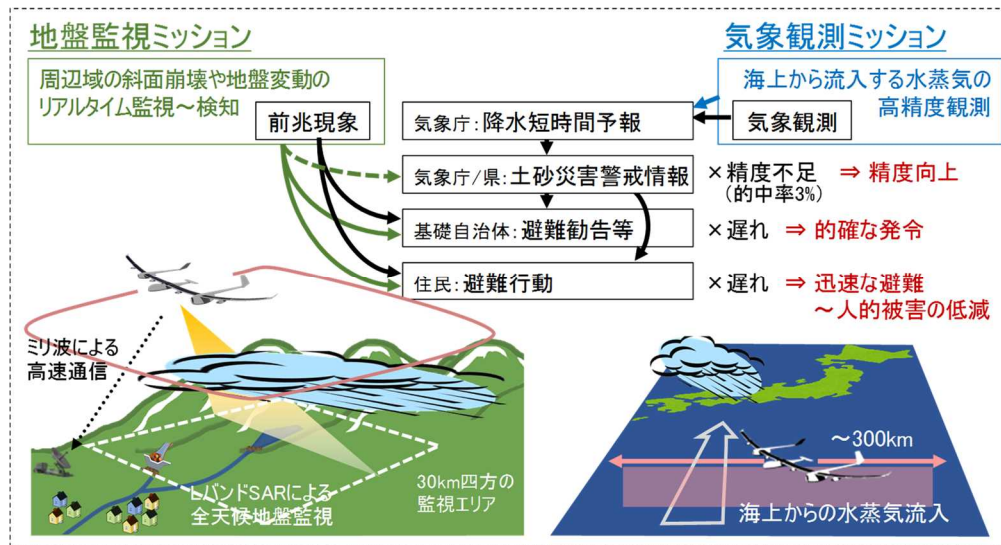 地盤監視ミッション
周辺域の斜面崩壊や地盤変動の
リアルタイム監視～検知
前兆現象
気象観測ミッション
海上から流入する水蒸気の
高精度観測
気象観測
気象庁：降水短時間予報
気象庁/県：土砂災害警戒情報
×精度不足 ⇒ 精度向上
(的中率3%)
基礎自治体：避難勧告等
×遅れ ⇒ 的確な発令
住民：避難行動
×遅れ ⇒ 迅速な避難
～人的被害の低減
ミリ波による
高速通信
LバンドSARによる
全天候地盤監視
30km四方の
監視エリア
～300km
海上からの水蒸気流入